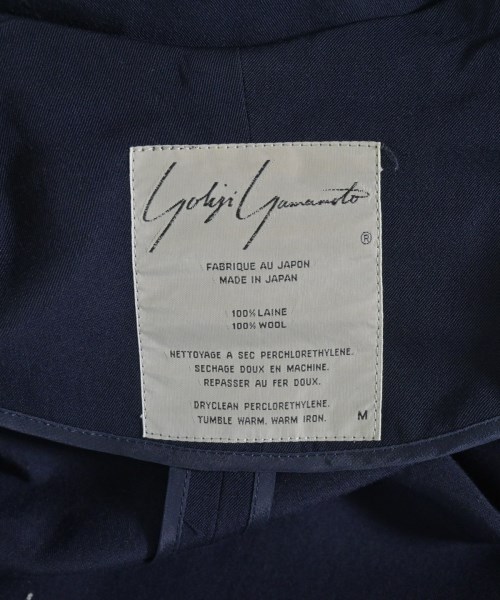 Yohji Yamamoto
®
FABRIQUE AU JAPON
MADE IN JAPAN
100% LAINE
100% WOOL
NETTOYAGE A SEC PERCHLORETHYLENE.
SECHAGE DOUX EN MACHINE.
REPASSER AU FER DOUX.
DRYCLEAN PERCLORETHYLENE.
TUMBLE WARM, WARM IRON.
M